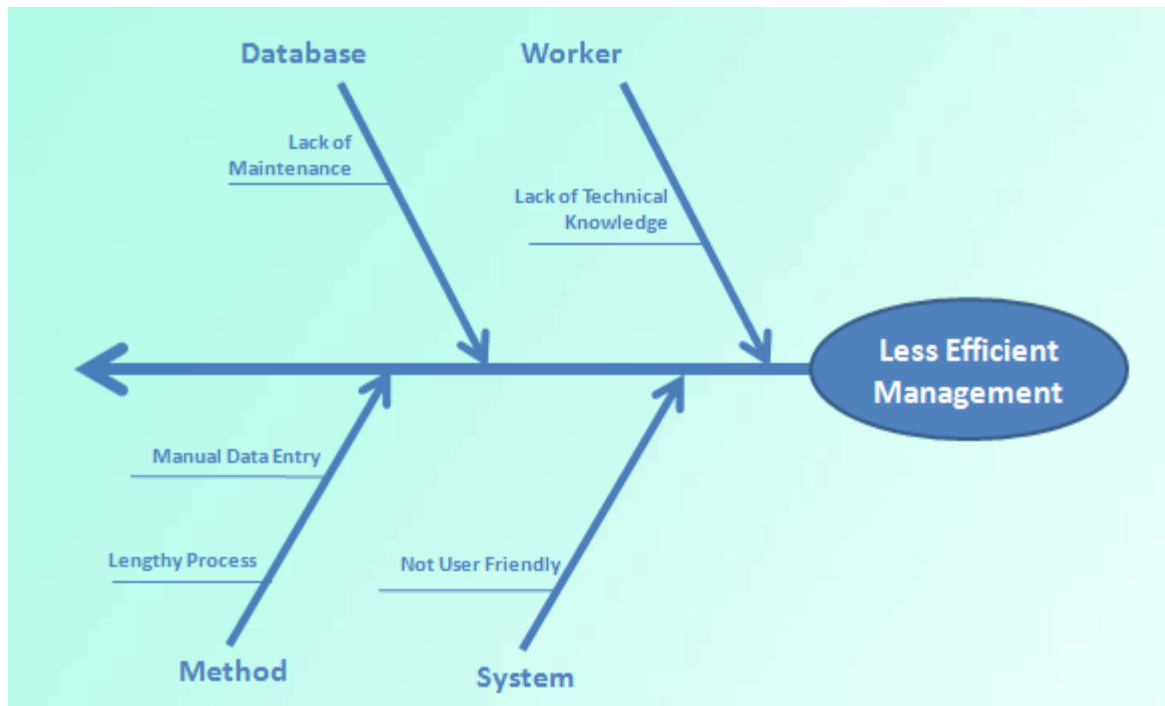 Database
Worker
Lack of
Maintenance
Lack of Technical
Knowledge
Less Efficient
Management
Manual Data Entry
Lengthy Process
Not User Friendly
Method
System